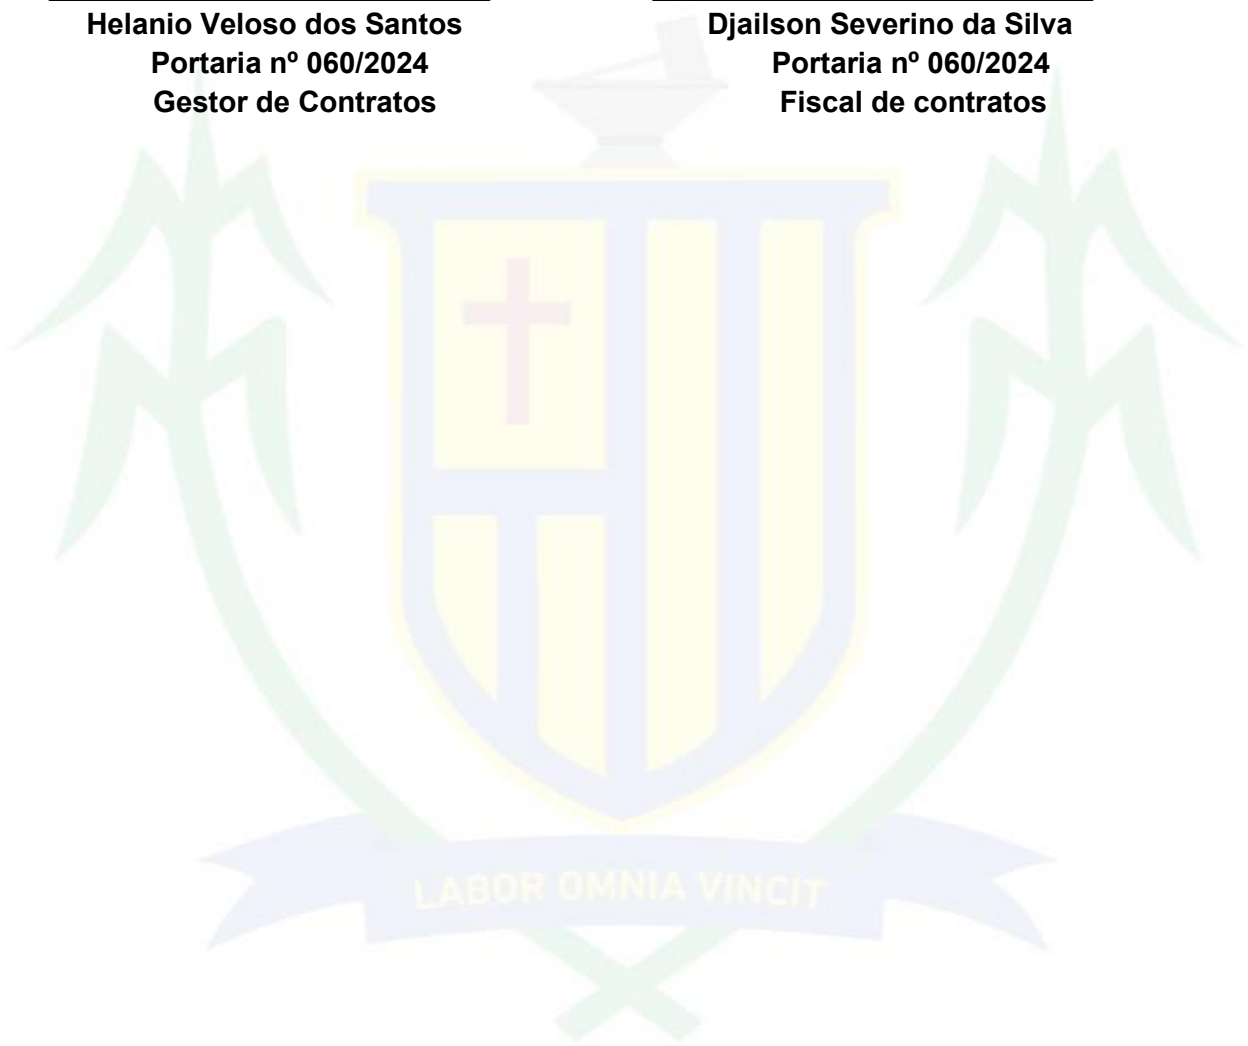 Helanio Veloso dos Santos
Portaria nº 060/2024
Gestor de Contratos
Djailson Severino da Silva
Portaria nº 060/2024
Fiscal de contratos
LABOR OMNIA VINCIT